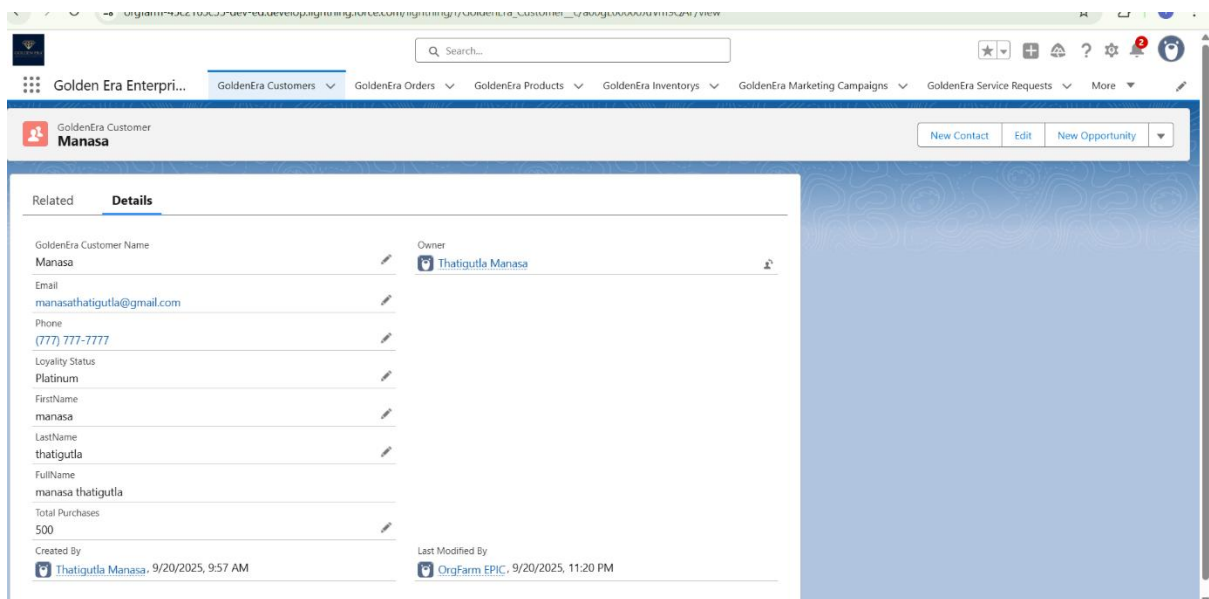 Search...
2
Golden Era Enterpri... GoldenEra Customers GoldenEra Orders GoldenEra Products GoldenEra Inventorys GoldenEra Marketing Campaigns GoldenEra Service Requests More
GoldenEra Customer
Manasa
New Contact Edit New Opportunity
Related Details
GoldenEra Customer Name
Manasa
Owner
Thatigutla Manasa
Email
manasathatigutla@gmail.com
Phone
(777) 777-7777
Loyality Status
Platinum
FirstName
manasa
LastName
thatigutla
FullName
manasa thatigutla
Total Purchases
500
Created By
Thatigutla Manasa, 9/20/2025, 9:57 AM
Last Modified By
OrgFarm EPIC, 9/20/2025, 11:20 PM